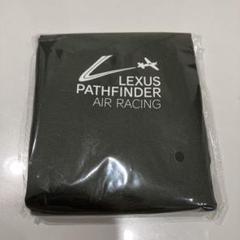 LEXUS
PATHFINDER
AIR RACING